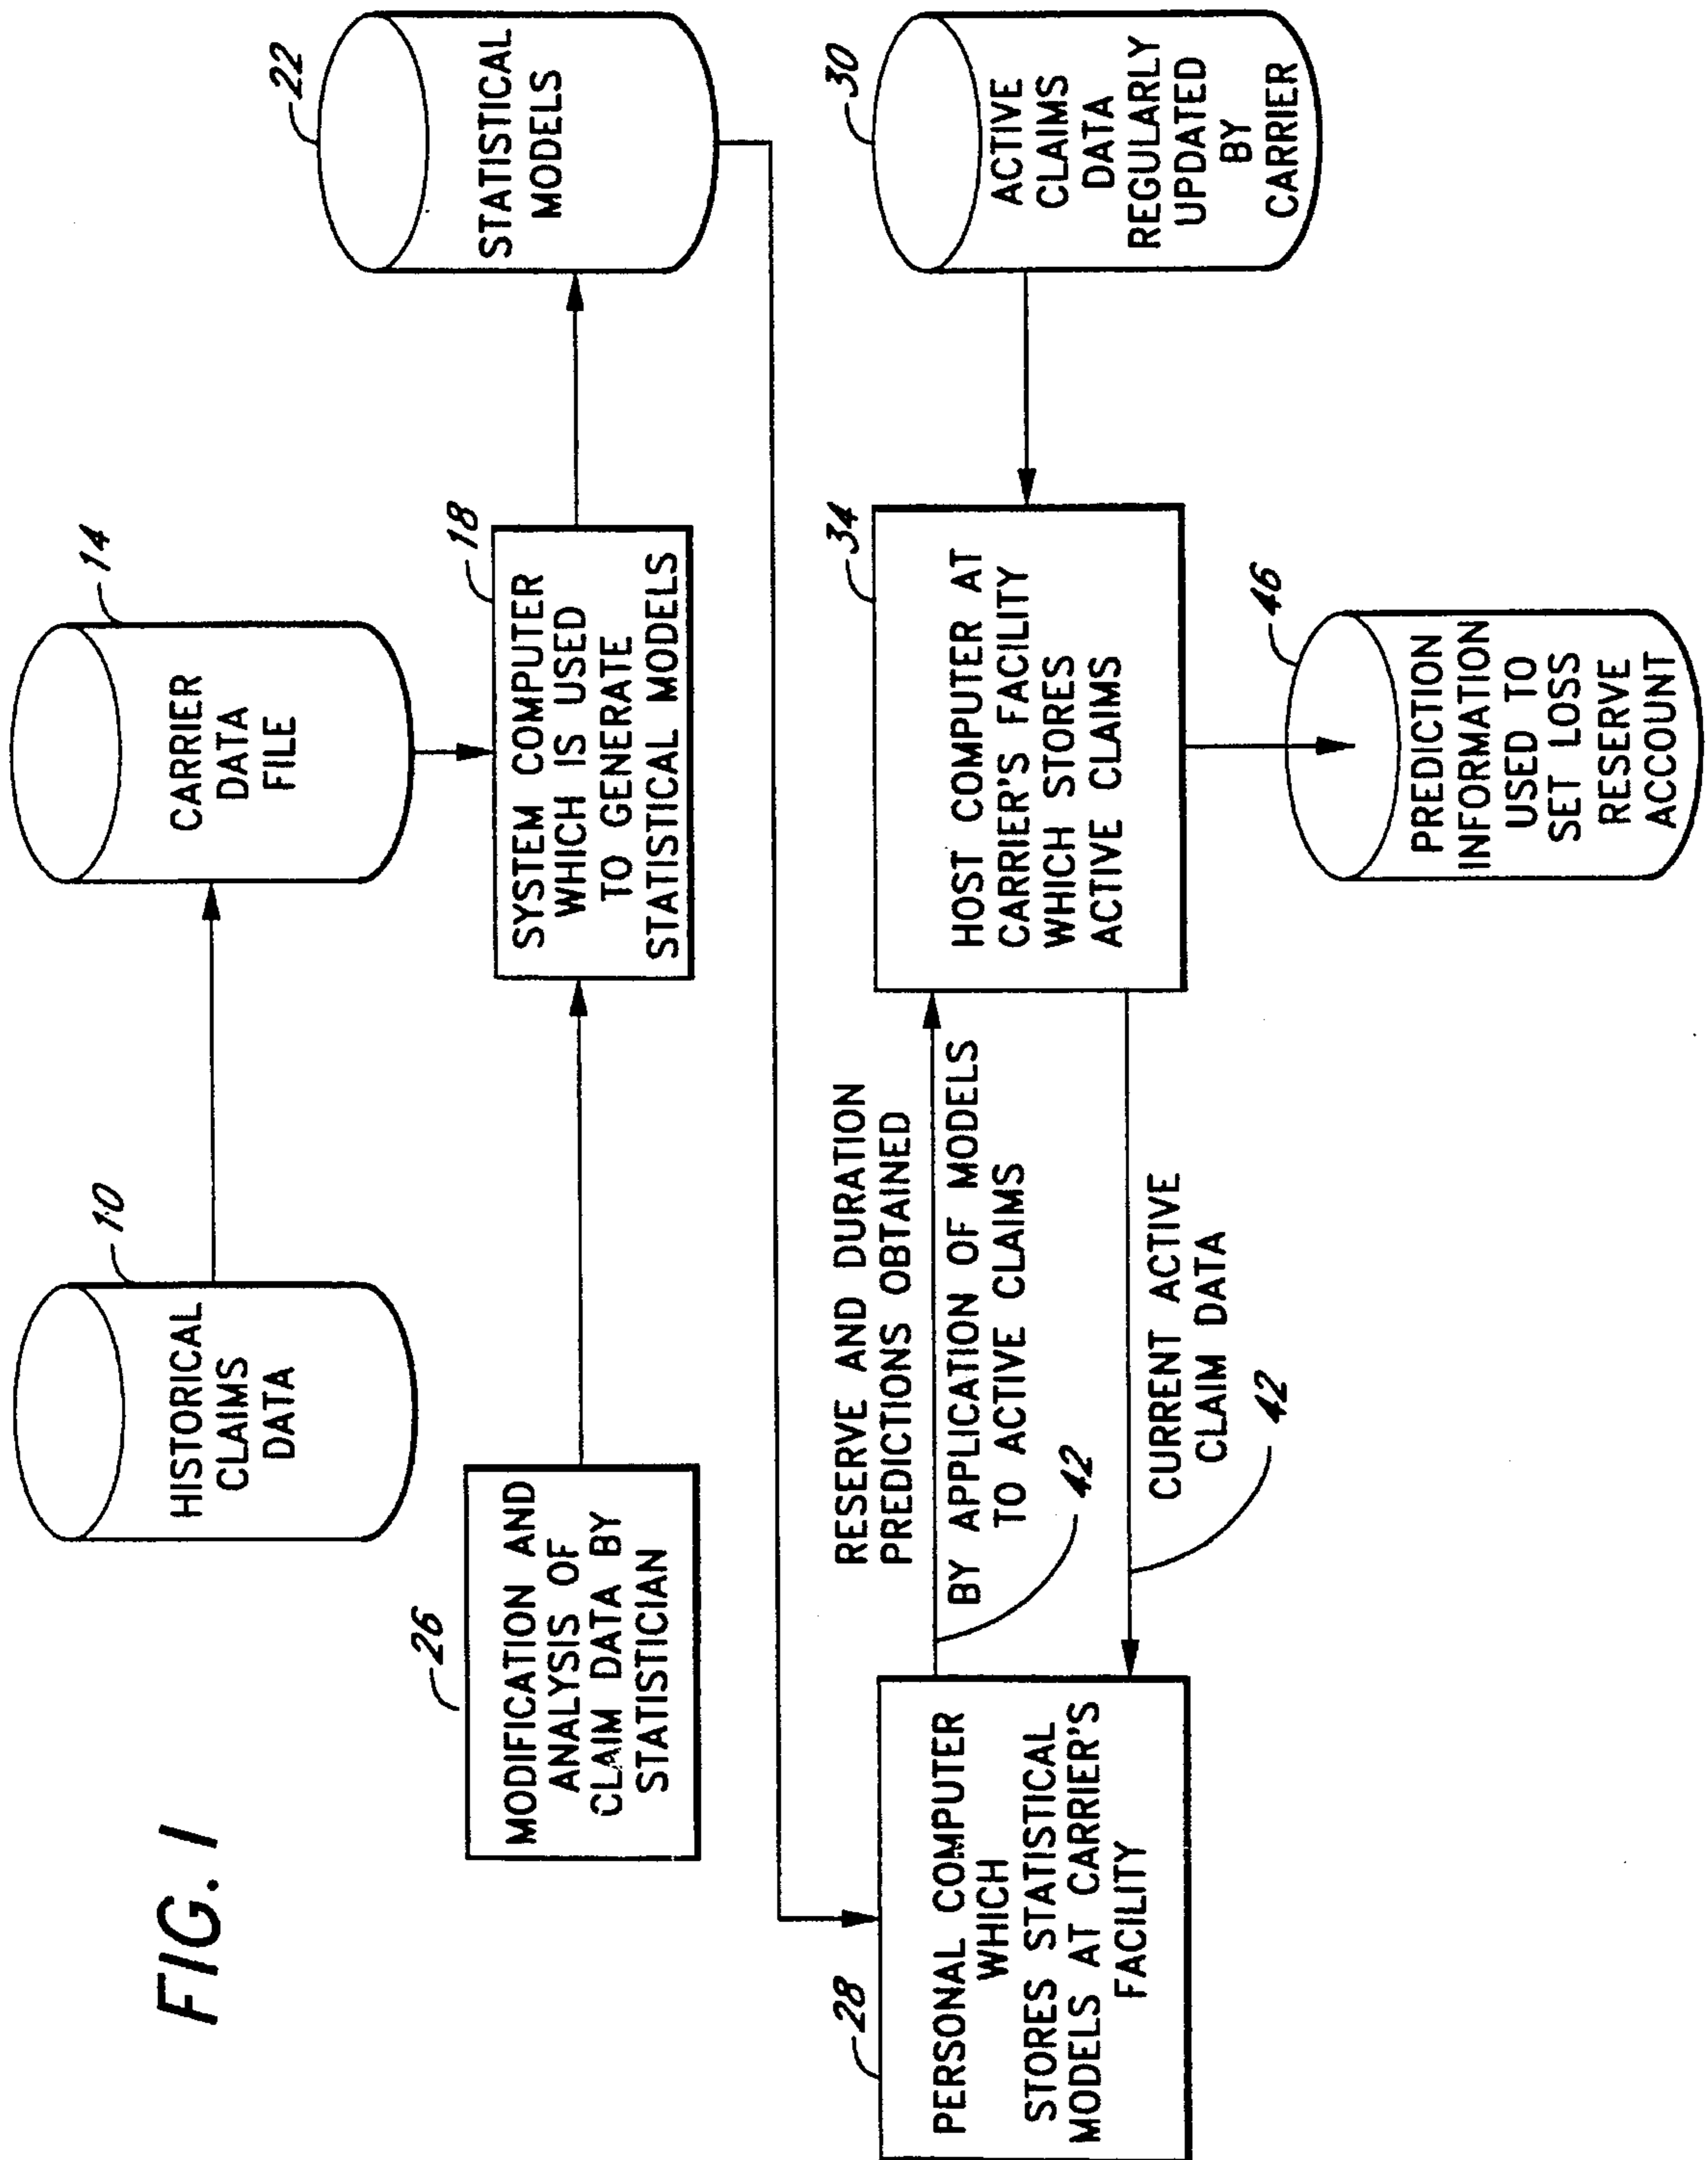 FIG. 1
10
HISTORICAL
CLAIMS
DATA
14
CARRIER
DATA
FILE
22
STATISTICAL
MODELS
26
MODIFICATION AND
ANALYSIS OF
CLAIM DATA BY
STATISTICIAN
18
SYSTEM COMPUTER
WHICH IS USED
TO GENERATE
STATISTICAL MODELS
28
PERSONAL COMPUTER
WHICH
STORES STATISTICAL
MODELS AT CARRIER'S
FACILITY
RESERVE AND DURATION
PREDICTIONS OBTAINED
BY APPLICATION OF MODELS
TO ACTIVE CLAIMS
42
CURRENT ACTIVE
CLAIM DATA
42
34
HOST COMPUTER AT
CARRIER'S FACILITY
WHICH STORES
ACTIVE CLAIMS
30
ACTIVE
CLAIMS
DATA
REGULARLY
UPDATED
BY
CARRIER
46
PREDICTION
INFORMATION
USED TO
SET LOSS
RESERVE
ACCOUNT